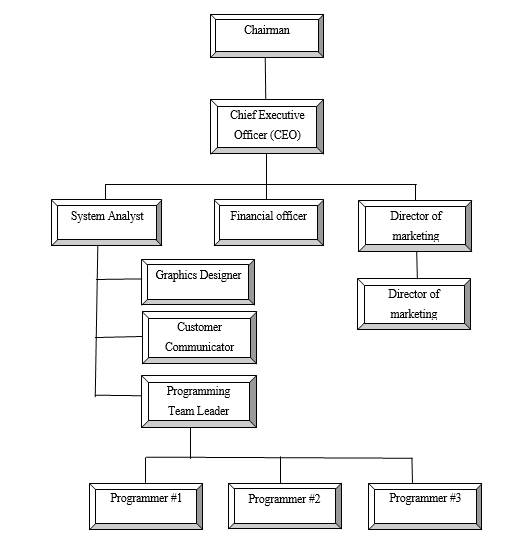 Chairman
Chief Executive
Officer (CEO)
System Analyst
Financial officer
Director of
marketing
Graphics Designer
Director of
marketing
Customer
Communicator
Programming
Team Leader
Programmer #1
Programmer #2
Programmer #3